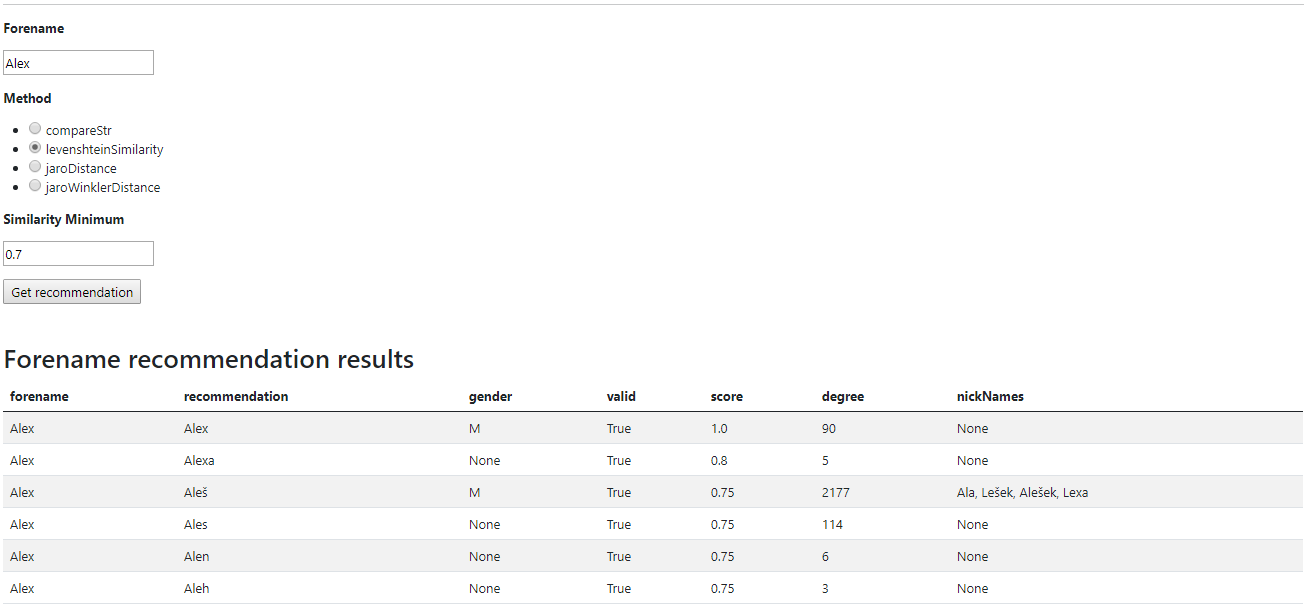 Forename
Alex
Method
compareStr
levenshteinSimilarity
jaroDistance
jaroWinklerDistance
Similarity Minimum
0.7
Get recommendation
Forename recommendation results
forename recommendation gender valid score degree nickNames
Alex Alex M True 1.0 90 None
Alex Alexa None True 0.8 5 None
Alex Aleš M True 0.75 2177 Ala, Lešek, Alešek, Lexa
Alex Ales None True 0.75 114 None
Alex Alen None True 0.75 6 None
Alex Aleh None True 0.75 3 None